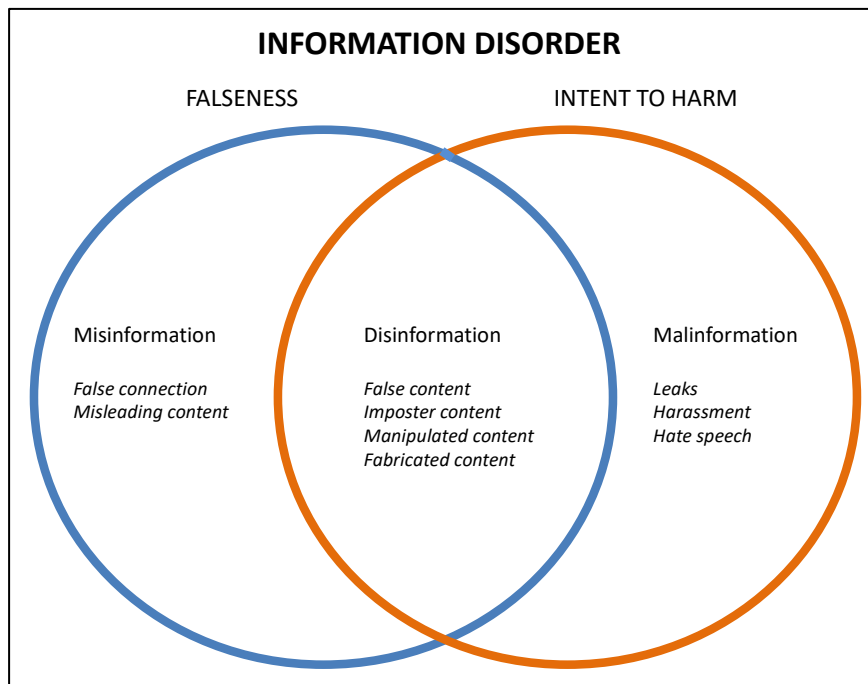 INFORMATION DISORDER
FALSENESS
INTENT TO HARM
Misinformation
False connection
Misleading content
Disinformation
False content
Imposter content
Manipulated content
Fabricated content
Malinformation
Leaks
Harassment
Hate speech